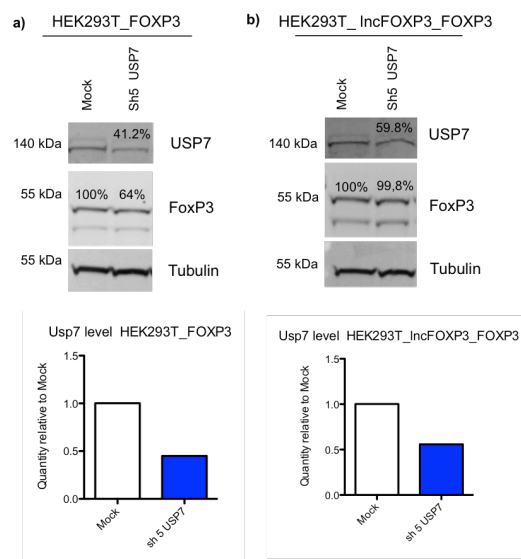 a)
HEK293T_FOXP3
Mock
Sh5 USP7
140 kDa
41.2%
USP7
55 kDa
100% 64%
FoxP3
55 kDa
Tubulin
Usp7 level HEK293T_FOXP3
Quantity relative to Mock
1.5
1.0
0.5
0.0
Mock
sh 5 USP7
b)
HEK293T_ lncFOXP3_FOXP3
Mock
Sh5 USP7
140 kDa
59.8%
USP7
55 kDa
100% 99,8%
FoxP3
55 kDa
Tubulin
Usp7 level HEK293T_lncFOXP3_FOXP3
Quantity relative to Mock
1.5
1.0
0.5
0.0
Mock
sh 5 USP7